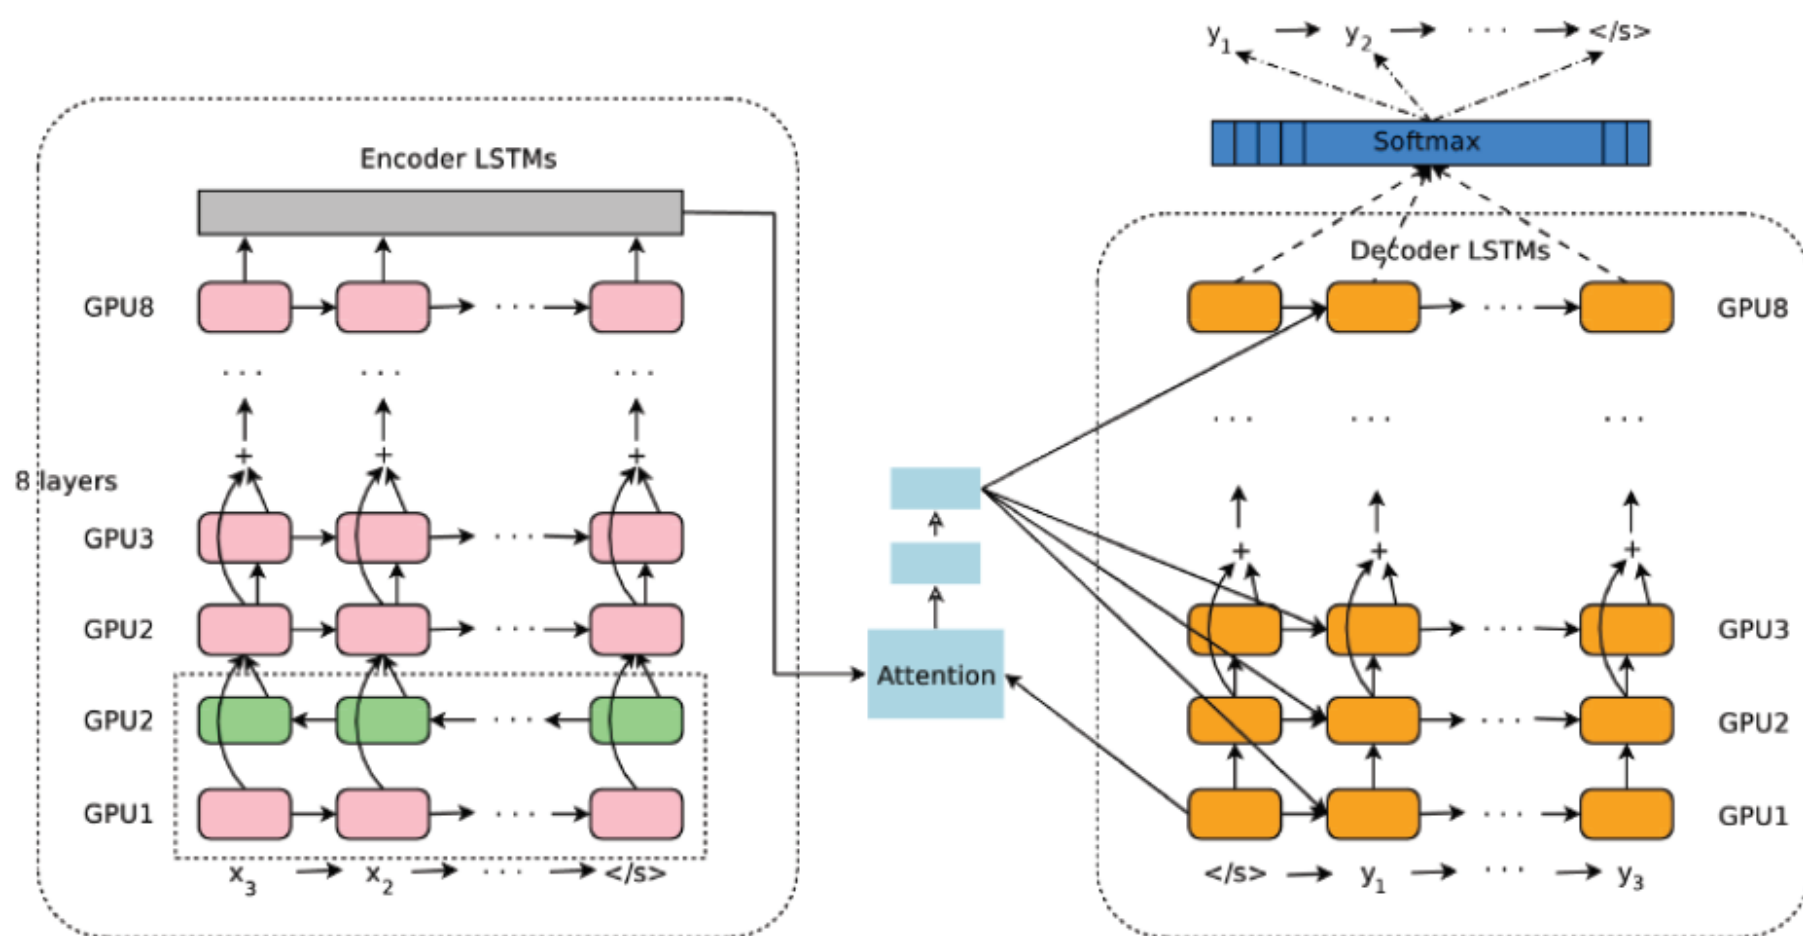 y₁ → y₂ → ... → </s>
Softmax
Encoder LSTMs
Decoder LSTMs
GPU8
GPU8
...
...
...
...
...
...
...
...
+
+
+
8 layers
+
+
+
GPU3
...
GPU2
...
GPU3
...
Attention
GPU2
...
GPU2
...
GPU1
...
GPU1
...
x₃ → x₂ → ... → </s>
</s> → y₁ → ... → y₃